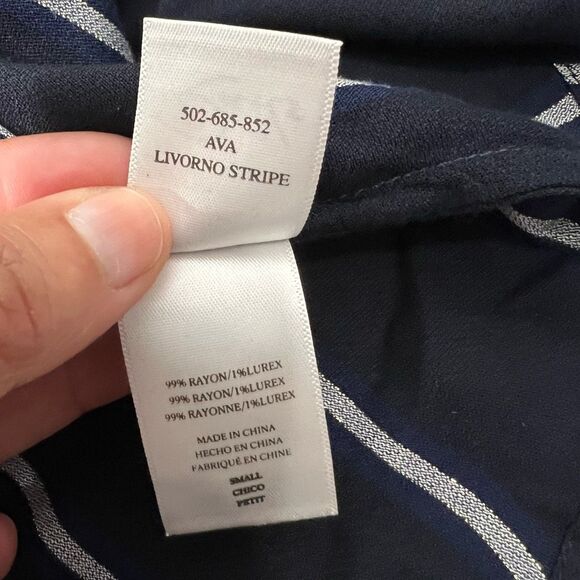 502-685-852
AVA
LIVORNO STRIPE
99% RAYON/1%LUREX
99% RAYON/1%LUREX
99% RAYONNE/1%LUREX
MADE IN CHINA
HECHO EN CHINA
FABRIQUÉ EN CHINE
SMALL
CHICO
PETIT